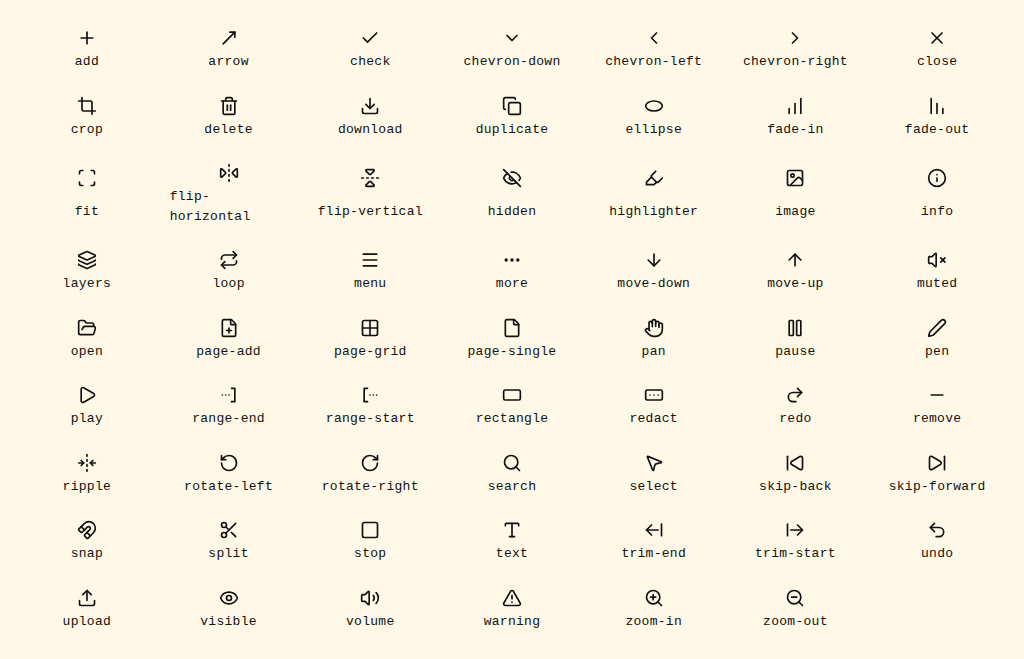 add arrow check chevron-down chevron-left chevron-right close
crop delete download duplicate ellipse fade-in fade-out
fit flip-horizontal flip-vertical hidden highlighter image info
layers loop menu more move-down move-up muted
open page-add page-grid page-single pan pause pen
play range-end range-start rectangle redact redo remove
ripple rotate-left rotate-right search select skip-back skip-forward
snap split stop text trim-end trim-start undo
upload visible volume warning zoom-in zoom-out